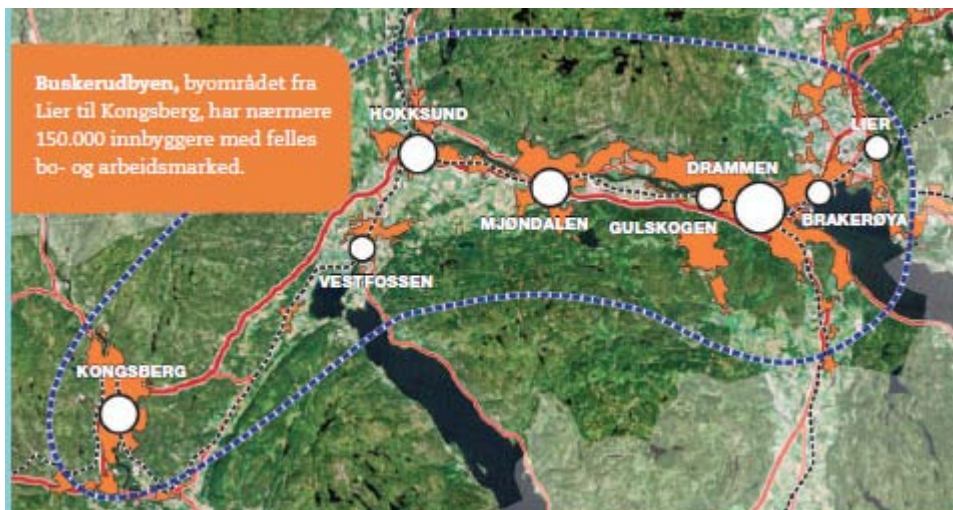 Buskerudbyen, byområdet fra
Lier til Kongsberg, har nærmere
150.000 innbyggere med felles
bo- og arbeidsmarked.
HOKKSUND
LIER
DRAMMEN
MJØNDALEN
GULSKOGEN
BRAKERØYA
VESTFOSSEN
KONGSBERG